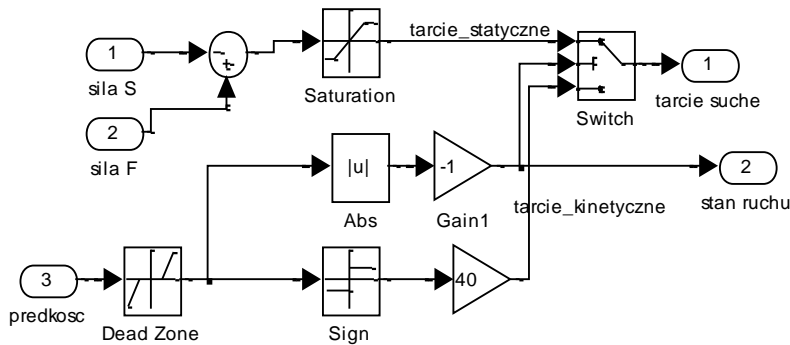 tarcie_statyczne
1
sila S
-
+
Saturation
1
tarcie suche
Switch
2
sila F
|u|
Abs
-1
Gain1
2
stan ruchu
tarcie_kinetyczne
3
predkosc
Dead Zone
Sign
40